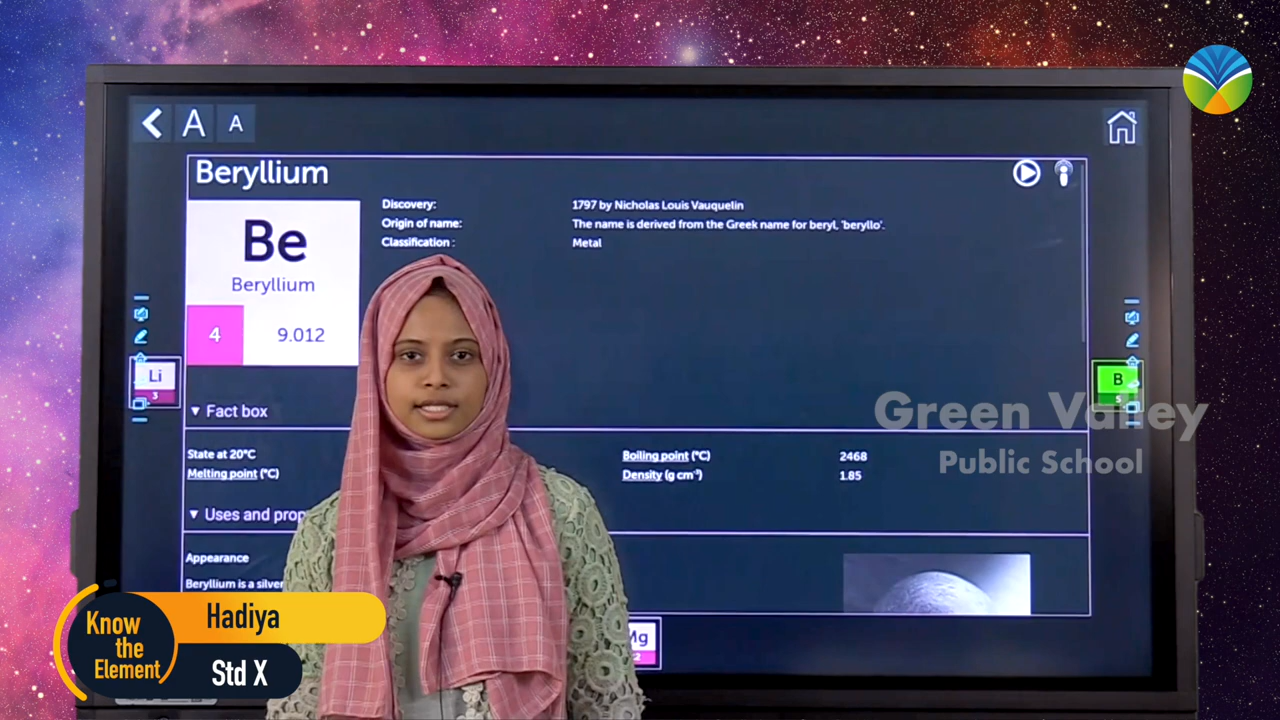 A A
Beryllium
Be
Beryllium
4 9.012
Discovery: 1797 by Nicholas Louis Vauquelin
Origin of name: The name is derived from the Greek name for beryl, 'beryllo'.
Classification : Metal
Li
3
B
5
Fact box
Green Valley
Public School
State at 20°C
Boiling point (°C) 2468
Melting point (°C)
Density (g cm⁻³) 1.85
Uses and prop
Appearance
Beryllium is a silver
Mg
2
Know
the
Element
Hadiya
Std X